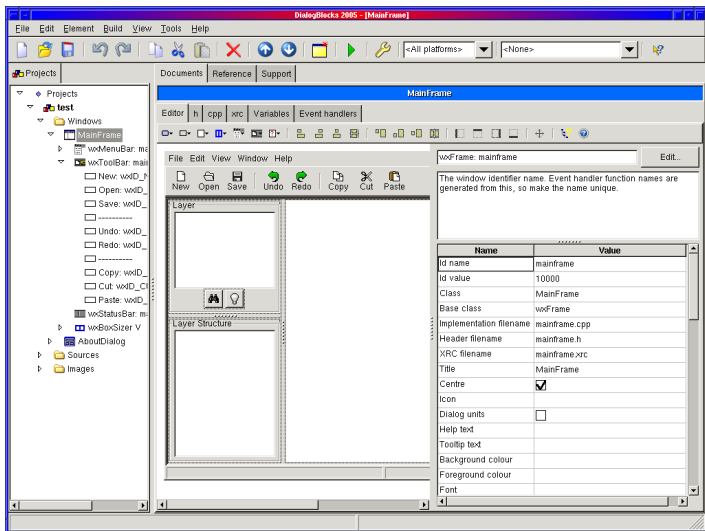 DialogBlocks 2005 - [MainFrame]
File Edit Element Build View Tools Help
<All platforms> <None>
Projects
Documents Reference Support
Projects
test
Windows
MainFrame
wxMenuBar: ma
wxToolBar: mai
New: wxID_N
Open: wxID_
Save: wxID_
----------
Undo: wxID_
Redo: wxID_
----------
Copy: wxID_
Cut: wxID_CU
Paste: wxID_
wxStatusBar: m
wxBoxSizer V
AboutDialog
Sources
Images
MainFrame
Editor h cpp xrc Variables Event handlers
File Edit View Window Help
New Open Save Undo Redo Copy Cut Paste
Layer
Layer Structure
wxFrame: mainframe
Edit...
The window identifier name. Event handler function names are
generated from this, so make the name unique.
Name Value
Id name mainframe
Id value 10000
Class MainFrame
Base class wxFrame
Implementation filename mainframe.cpp
Header filename mainframe.h
XRC filename mainframe.xrc
Title MainFrame
Centre
Icon
Dialog units
Help text
Tooltip text
Background colour
Foreground colour
Font